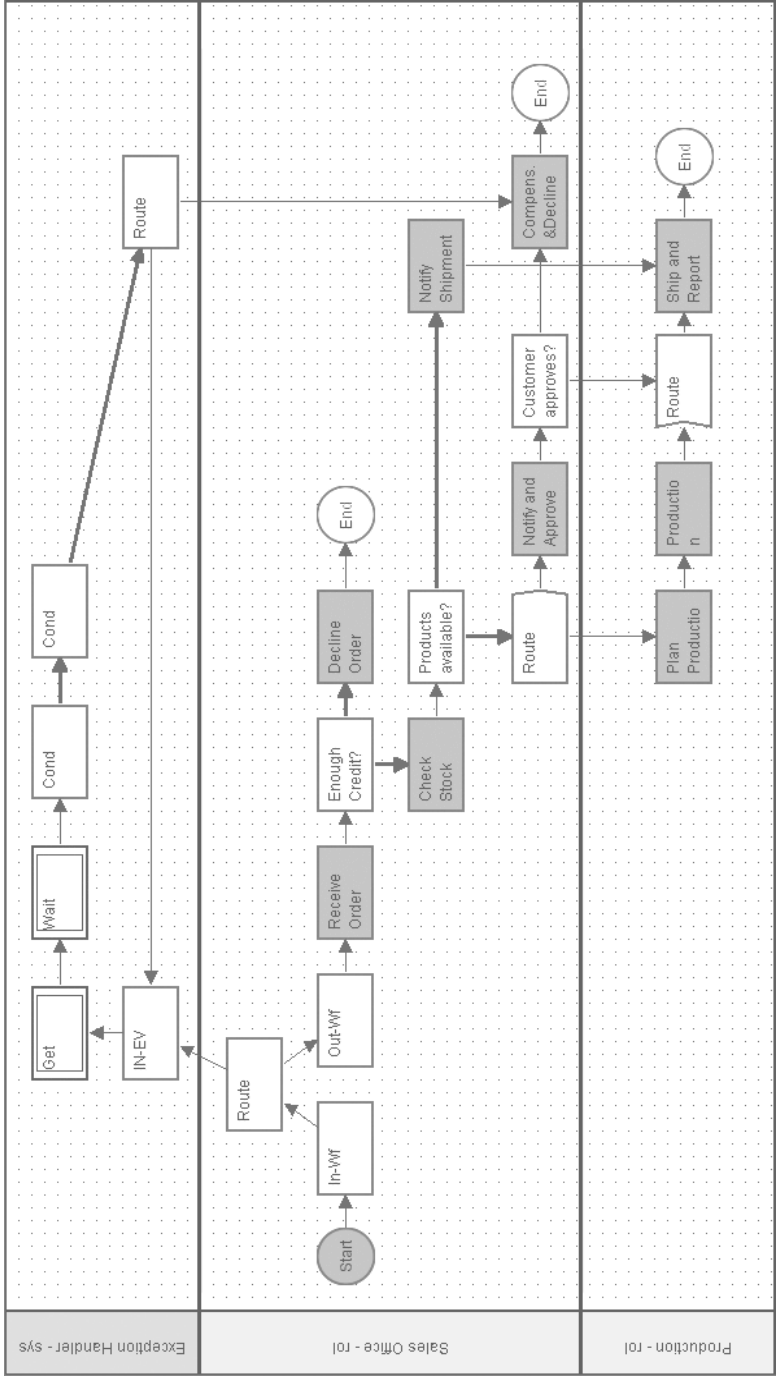 Exception Handler - sys
Get
Wait
Cond
Cond
IN-EV
Route
Sales Office - rol
Start
In-Wf
Route
Out-Wf
Receive
Order
Enough
Credit?
Decline
Order
End
Check
Stock
Products
available?
Notify
Shipment
Route
Notify and
Approve
Customer
approves?
Compens.
&Decline
End
Production - rol
Plan
Productio
Productio
n
Route
Ship and
Report
End